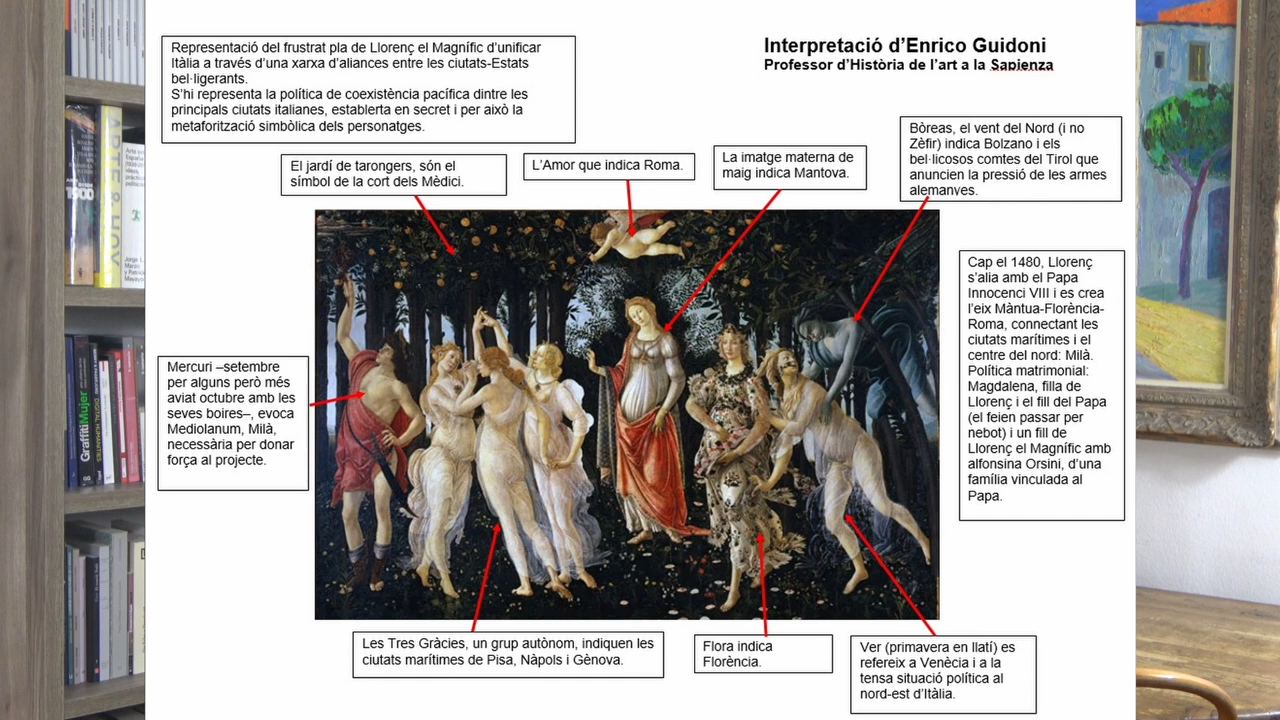 Representació del frustrat pla de Llorenç el Magnífic d'unificar
Itàlia a través d'una xarxa d'aliances entre les ciutats-Estats
bel·ligerants.
S'hi representa la política de coexistència pacífica dintre les
principals ciutats italianes, establerta en secret i per això la
metaforització simbòlica dels personatges.
Interpretació d'Enrico Guidoni
Professor d'Història de l'art a la Sapienza
El jardí de tarongers, són el
símbol de la cort dels Mèdici.
L'Amor que indica Roma.
La imatge materna de
maig indica Mantova.
Bòreas, el vent del Nord (i no
Zèfir) indica Bolzano i els
bel·licosos comtes del Tirol que
anuncien la pressió de les armes
alemanyes.
Cap el 1480, Llorenç
s'alia amb el Papa
Innocenci VIII i es crea
l'eix Màntua-Florència-
Roma, connectant les
ciutats marítimes i el
centre del nord: Milà.
Política matrimonial:
Magdalena, filla de
Llorenç i el fill del Papa
(el feien passar per
nebot) i un fill de
Llorenç el Magnífic amb
alfonsina Orsini, d'una
família vinculada al
Papa.
Mercuri –setembre
per alguns però més
aviat octubre amb les
seves boires–, evoca
Mediolanum, Milà,
necessària per donar
força al projecte.
Les Tres Gràcies, un grup autònom, indiquen les
ciutats marítimes de Pisa, Nàpols i Gènova.
Flora indica
Florència.
Ver (primavera en llatí) es
refereix a Venècia i a la
tensa situació política al
nord-est d'Itàlia.
GraffitiMujer
DIGITAL HUMANITIES